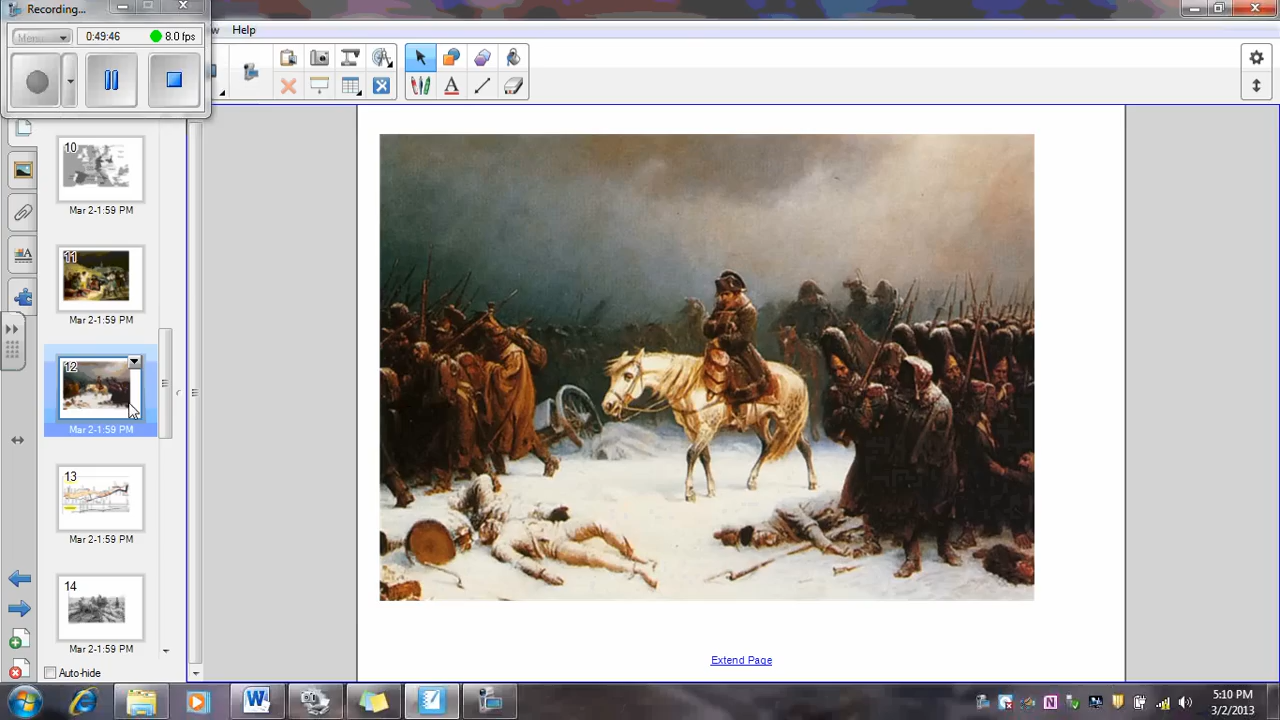 Recording...
Menu
0:49:46
8.0 fps
w
Help
10
Mar 2-1:59 PM
11
Mar 2-1:59 PM
12
Mar 2-1:59 PM
13
Mar 2-1:59 PM
14
Mar 2-1:59 PM
Auto-hide
Extend Page
5:10 PM
3/2/2013